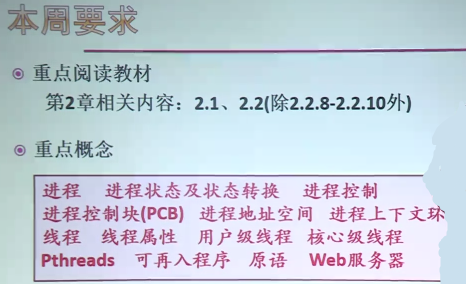 本周要求
重点阅读教材
第2章相关内容：2.1、2.2(除2.2.8-2.2.10外)
重点概念
进程 进程状态及状态转换 进程控制
进程控制块(PCB) 进程地址空间 进程上下文环
线程 线程属性 用户级线程 核心级线程
Pthreads 可再入程序 原语 Web服务器